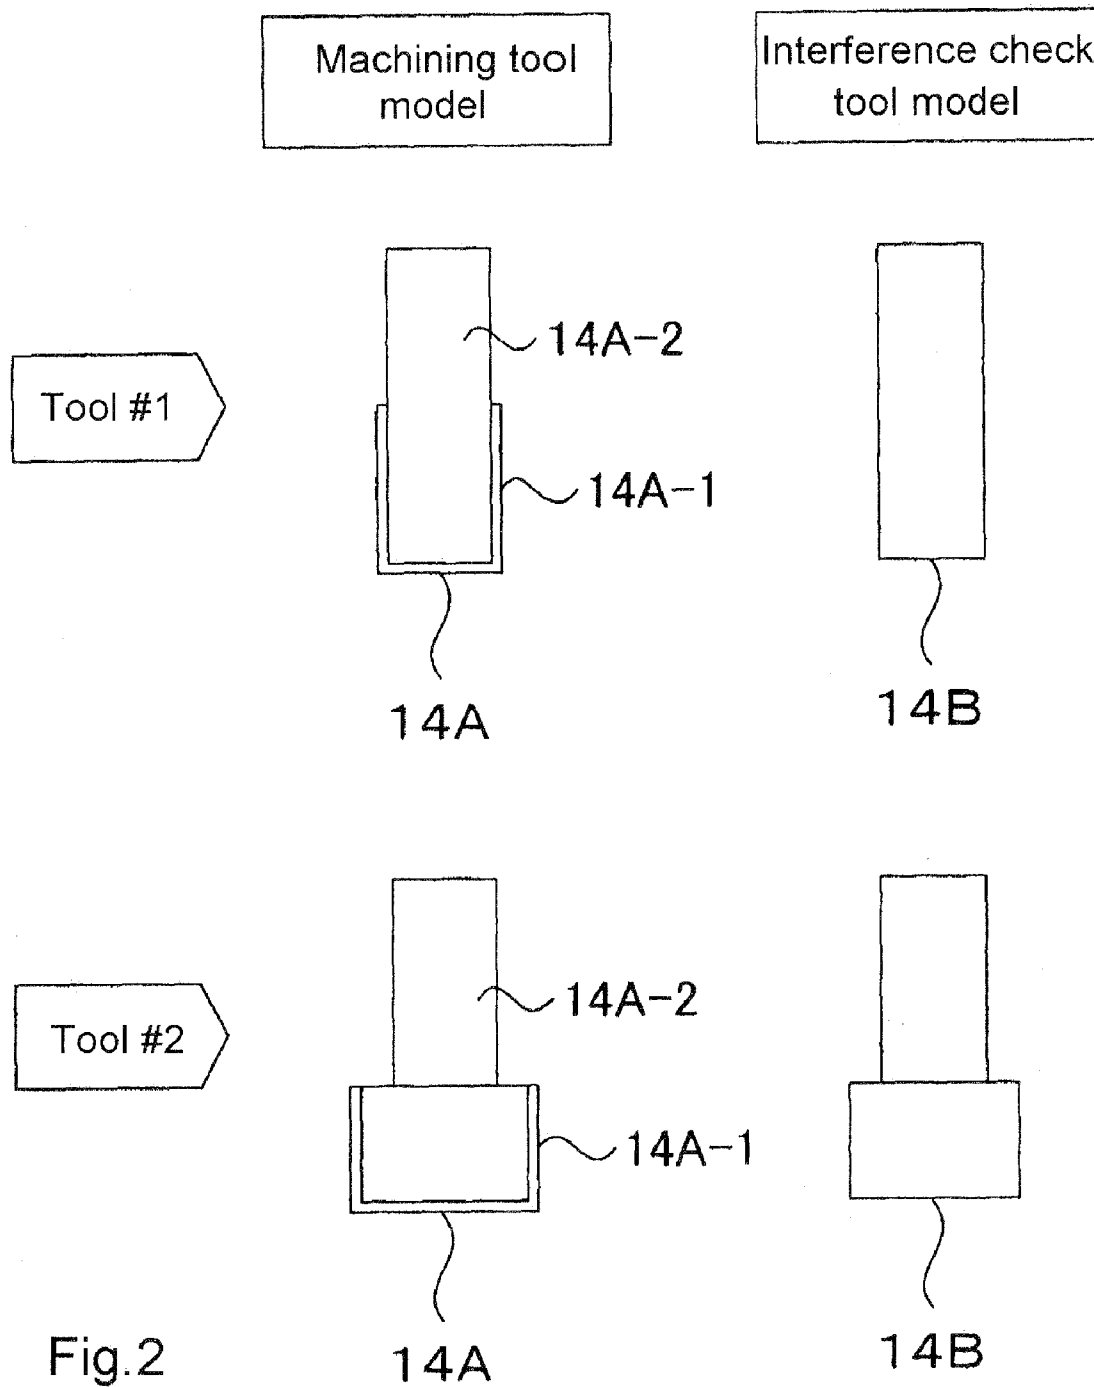 Machining tool
model
Interference check
tool model
Tool #1
14A-2
14A-1
14A
14B
Tool #2
14A-2
14A-1
14A
14B
Fig.2